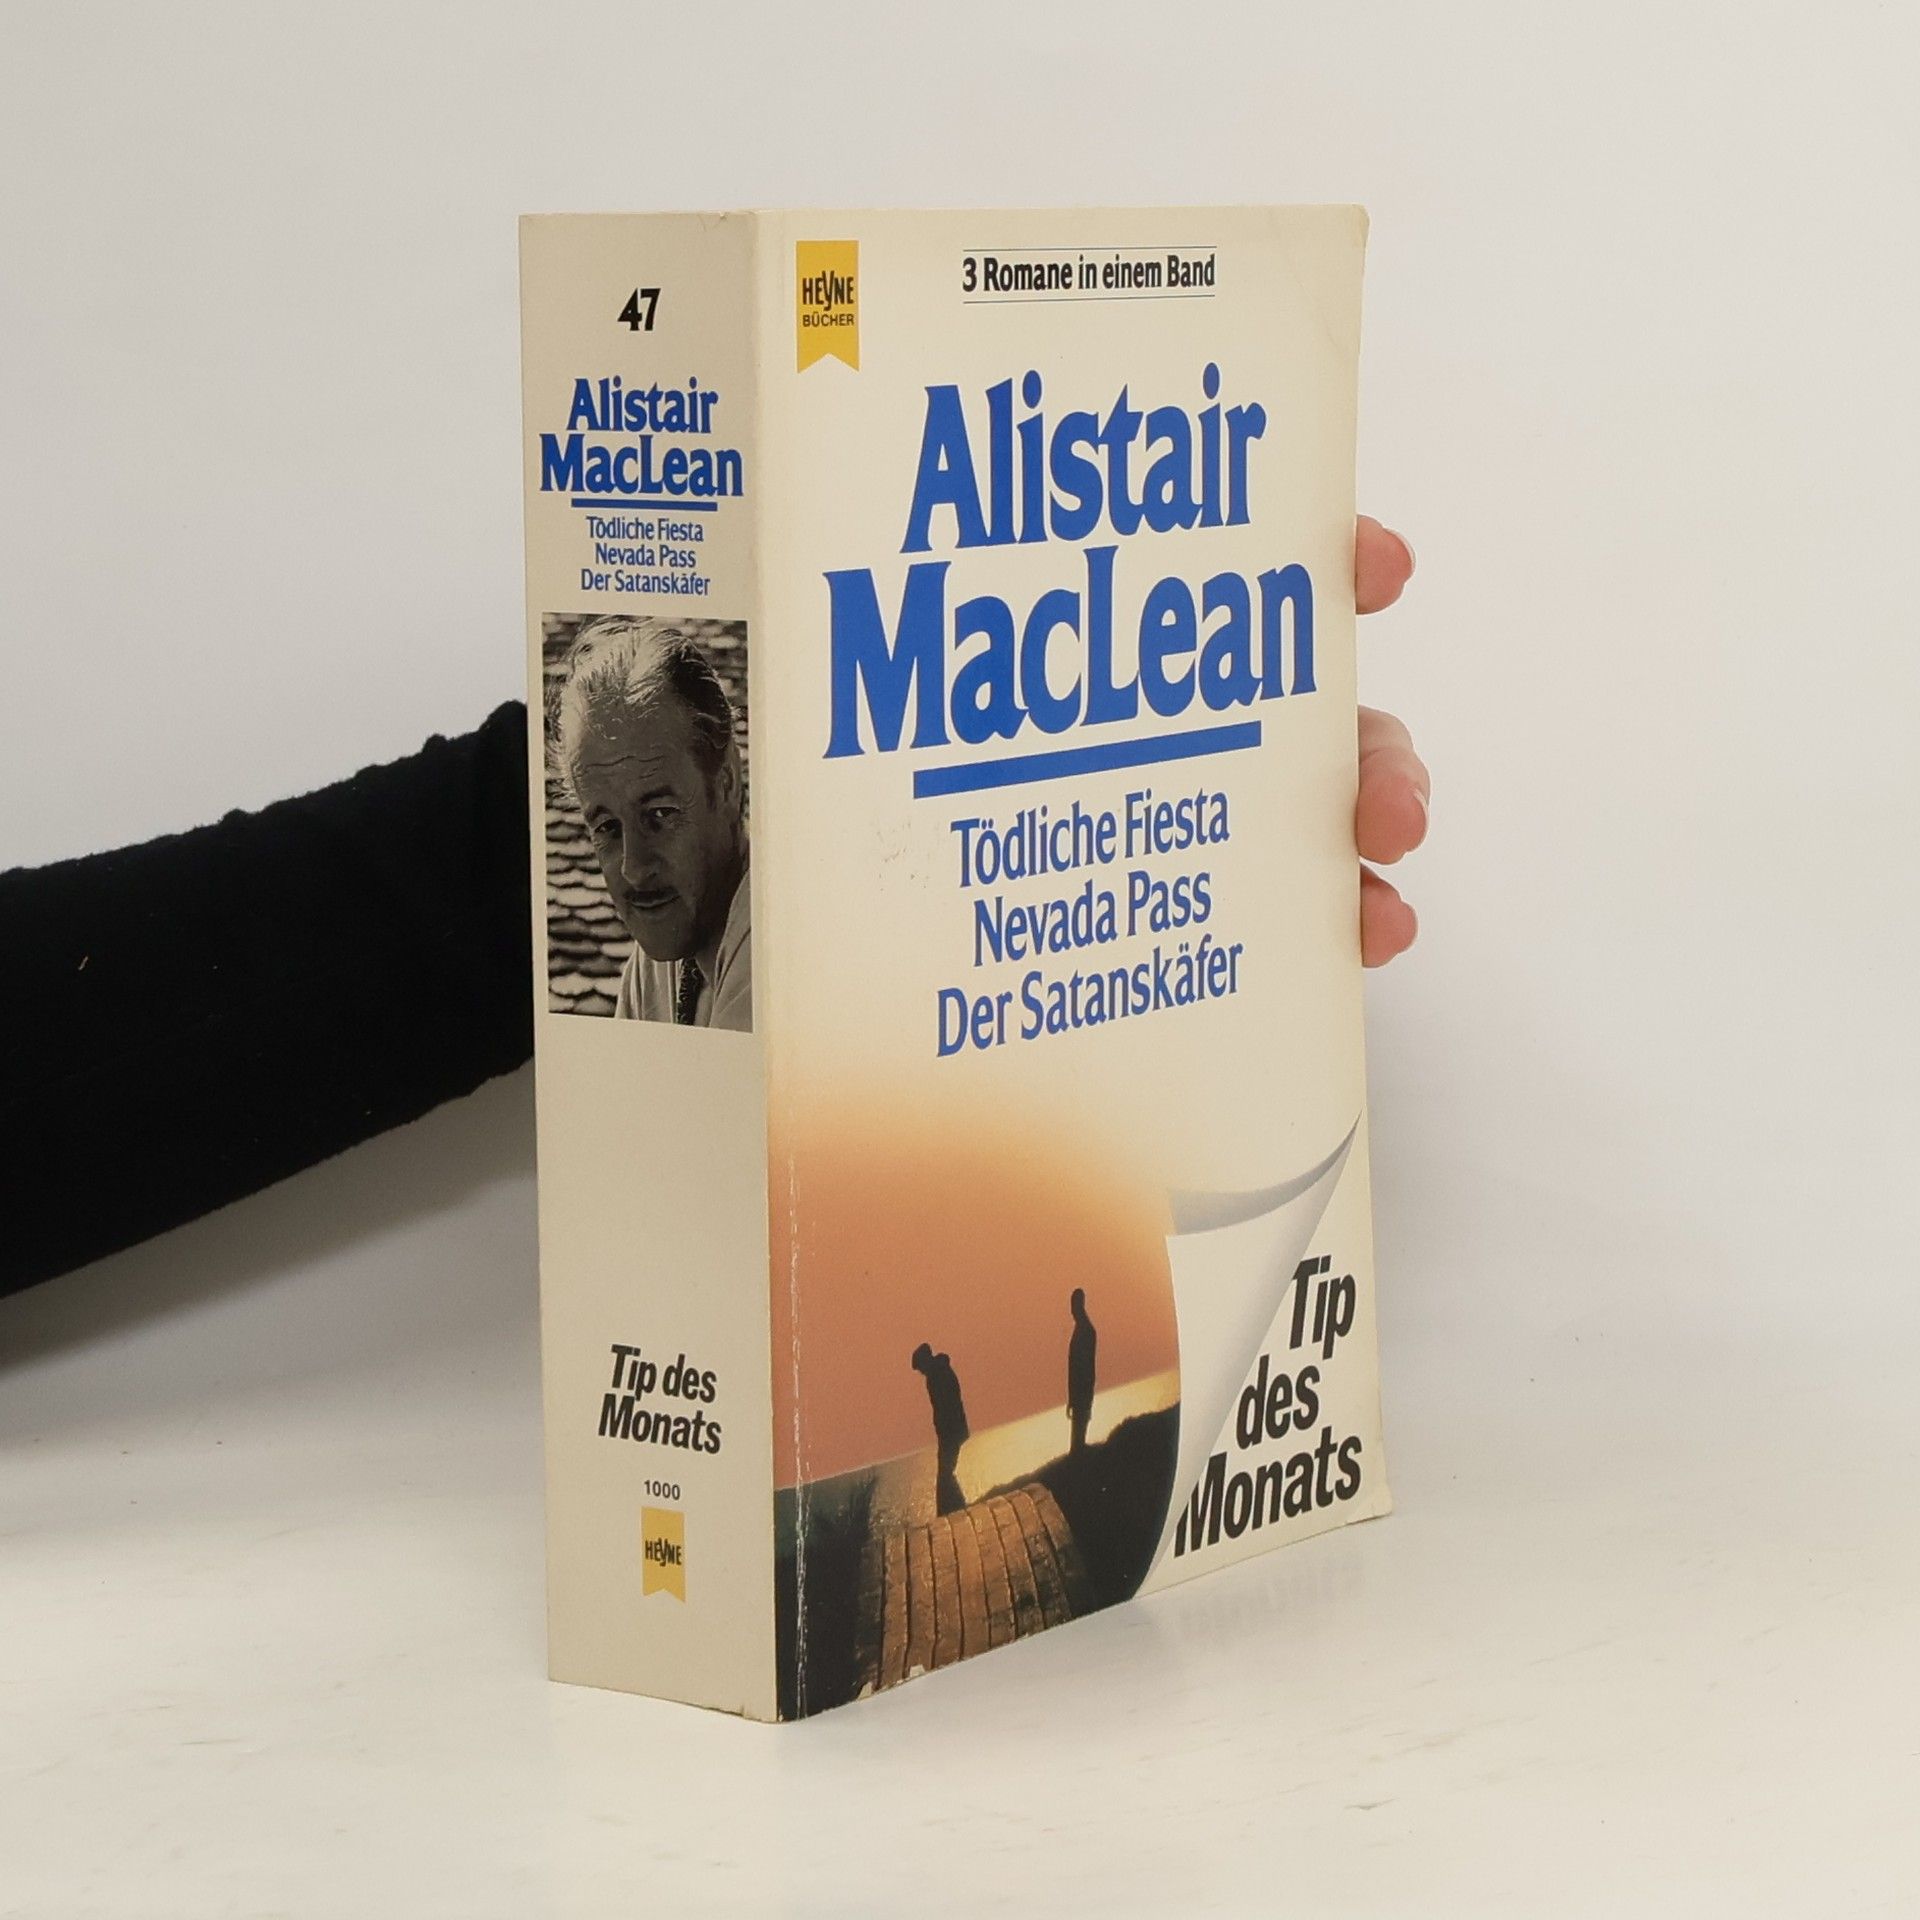 47
Alistair
MacLean
Tödliche Fiesta
Nevada Pass
Der Satanskäfer
Tip des
Monats
1000
HEYNE
HEYNE
BÜCHER
3 Romane in einem Band
Alistair
MacLean
Tödliche Fiesta
Nevada Pass
Der Satanskäfer
Tip
des
Monats